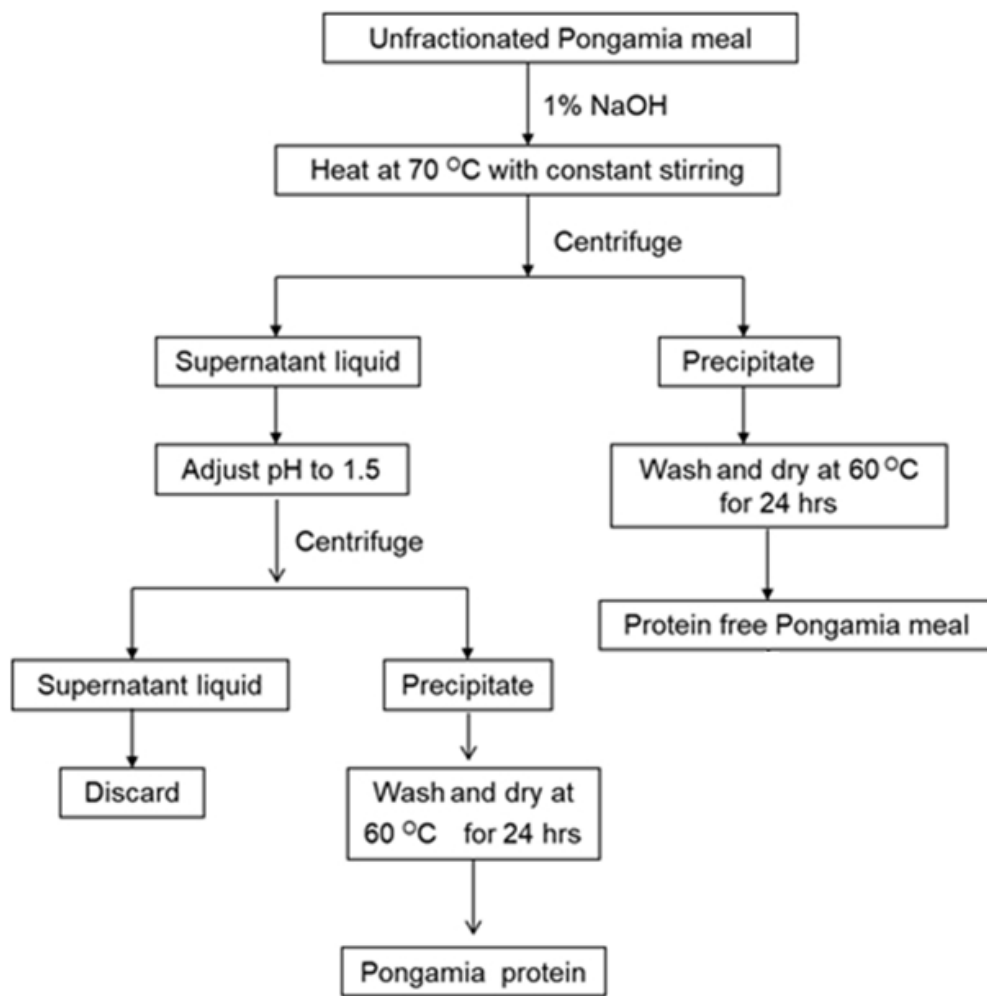 Unfractionated Pongamia meal
1% NaOH
Heat at 70 °C with constant stirring
Centrifuge
Supernatant liquid
Precipitate
Adjust pH to 1.5
Wash and dry at 60 °C
for 24 hrs
Centrifuge
Protein free Pongamia meal
Supernatant liquid
Precipitate
Discard
Wash and dry at
60 °C for 24 hrs
Pongamia protein